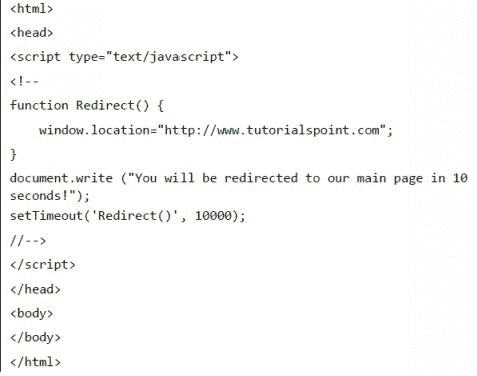 <html>
<head>
<script type="text/javascript">
<!--
function Redirect() {
    window.location="http://www.tutorialspoint.com";
}
document.write ("You will be redirected to our main page in 10
seconds!");
setTimeout('Redirect()', 10000);
//-->
</script>
</head>
<body>
</body>
</html>